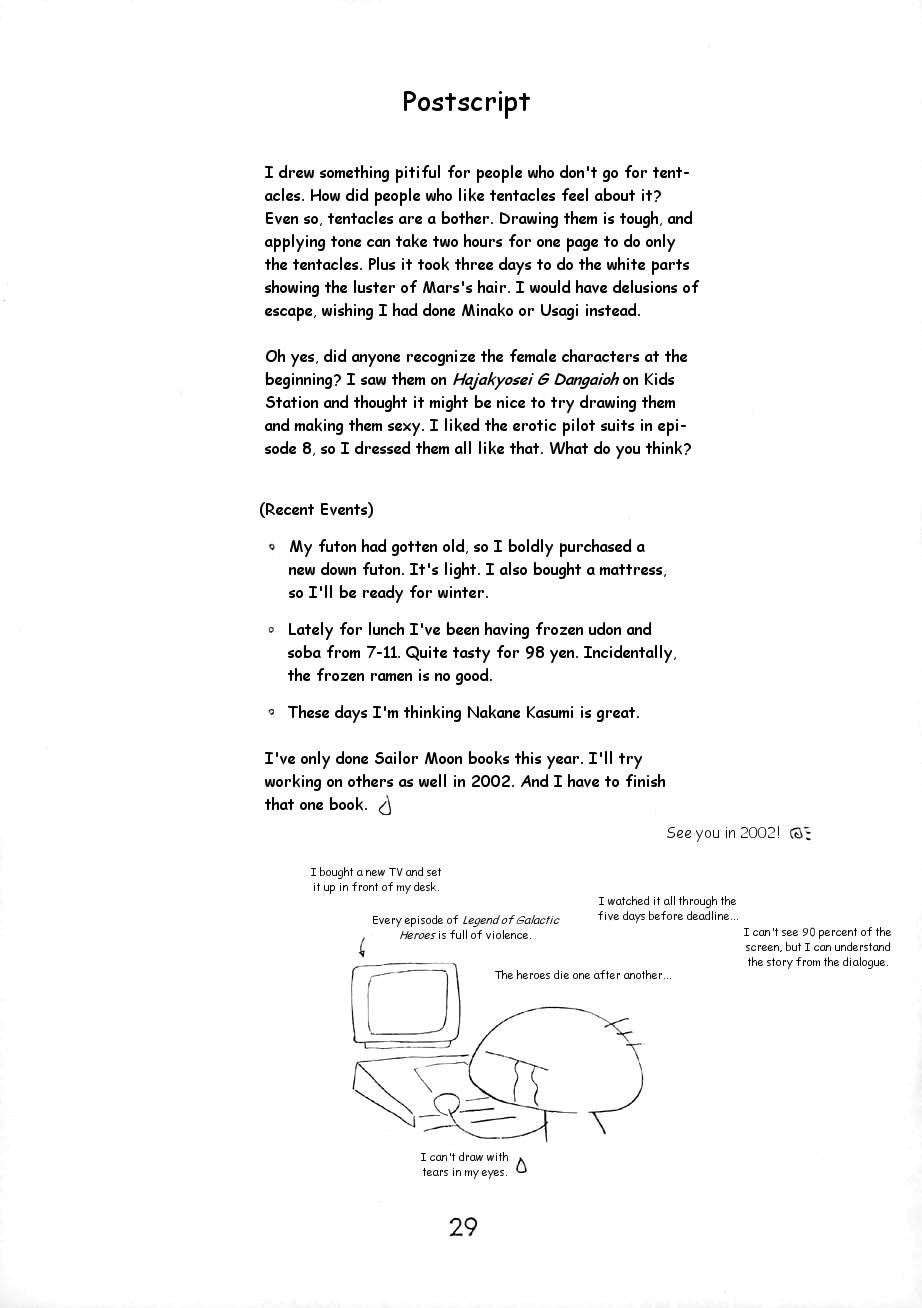 Postscript
I drew something pitiful for people who don't go for tent-
acles. How did people who like tentacles feel about it?
Even so, tentacles are a bother. Drawing them is tough, and
applying tone can take two hours for one page to do only
the tentacles. Plus it took three days to do the white parts
showing the luster of Mars's hair. I would have delusions of
escape, wishing I had done Minako or Usagi instead.
Oh yes, did anyone recognize the female characters at the
beginning? I saw them on Hajakyosei G Dangaioh on Kids
Station and thought it might be nice to try drawing them
and making them sexy. I liked the erotic pilot suits in epi-
sode 8, so I dressed them all like that. What do you think?
(Recent Events)
My futon had gotten old, so I boldly purchased a
new down futon. It's light. I also bought a mattress,
so I'll be ready for winter.
Lately for lunch I've been having frozen udon and
soba from 7-11. Quite tasty for 98 yen. Incidentally,
the frozen ramen is no good.
These days I'm thinking Nakane Kasumi is great.
I've only done Sailor Moon books this year. I'll try
working on others as well in 2002. And I have to finish
that one book.
See you in 2002!
I bought a new TV and set
it up in front of my desk.
Every episode of Legend of Galactic
Heroes is full of violence.
I watched it all through the
five days before deadline...
I can't see 90 percent of the
screen, but I can understand
the story from the dialogue.
The heroes die one after another...
I can't draw with
tears in my eyes.
29